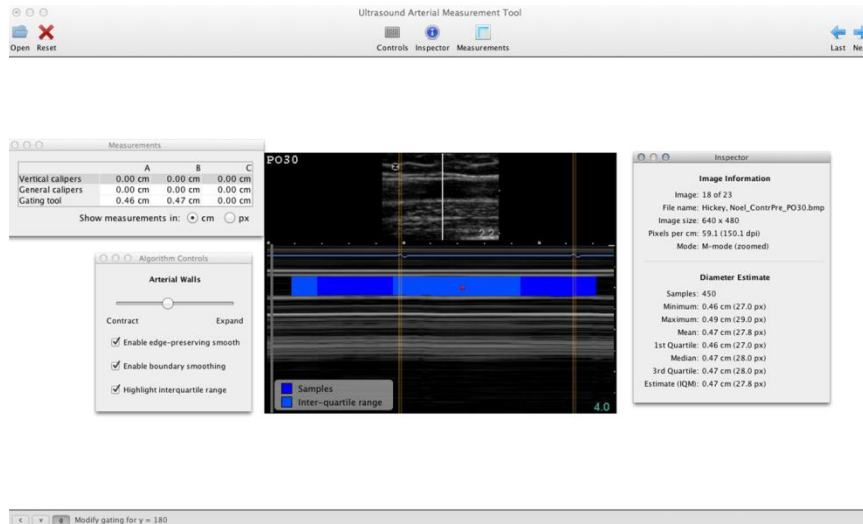 Ultrasound Arterial Measurement Tool
Open Reset Controls Inspector Measurements Last
Measurements
A B C
Vertical calipers 0.00 cm 0.00 cm 0.00 cm
General calipers 0.00 cm 0.00 cm 0.00 cm
Gating tool 0.46 cm 0.47 cm 0.00 cm
Show measurements in: cm px
Algorithm Controls
Arterial Walls
Contract Expand
Enable edge-preserving smooth
Enable boundary smoothing
Highlight interquartile range
PO30
2.2
Samples
Inter-quartile range
4.0
Inspector
Image Information
Image: 18 of 23
File name: Hickey, Noel_ContrPre_PO30.bmp
Image size: 640 x 480
Pixels per cm: 59.1 (150.1 dpi)
Mode: M-mode (zoomed)
Diameter Estimate
Samples: 450
Minimum: 0.46 cm (27.0 px)
Maximum: 0.49 cm (29.0 px)
Mean: 0.47 cm (27.8 px)
1st Quartile: 0.46 cm (27.0 px)
Median: 0.47 cm (28.0 px)
3rd Quartile: 0.47 cm (28.0 px)
Estimate (IQM): 0.47 cm (27.8 px)
c v g Modify gating for y = 180